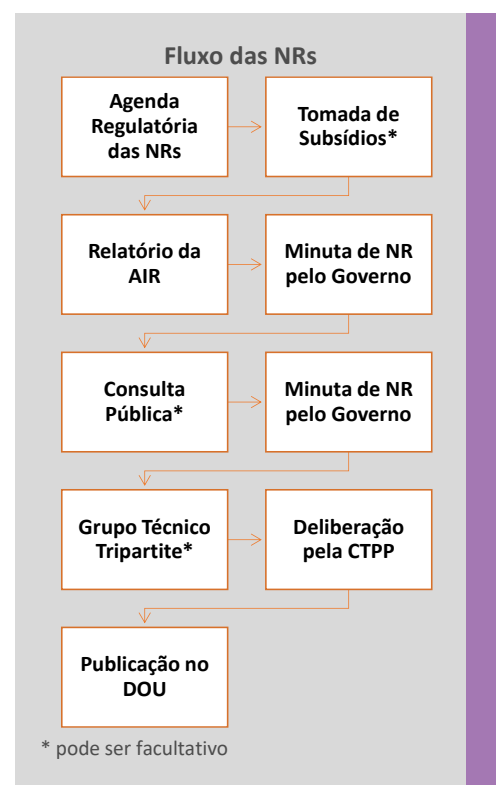 Fluxo das NRs
Agenda
Regulatória
das NRs
Tomada de
Subsídios*
Relatório da
AIR
Minuta de NR
pelo Governo
Consulta
Pública*
Minuta de NR
pelo Governo
Grupo Técnico
Tripartite*
Deliberação
pela CTPP
Publicação no
DOU
* pode ser facultativo